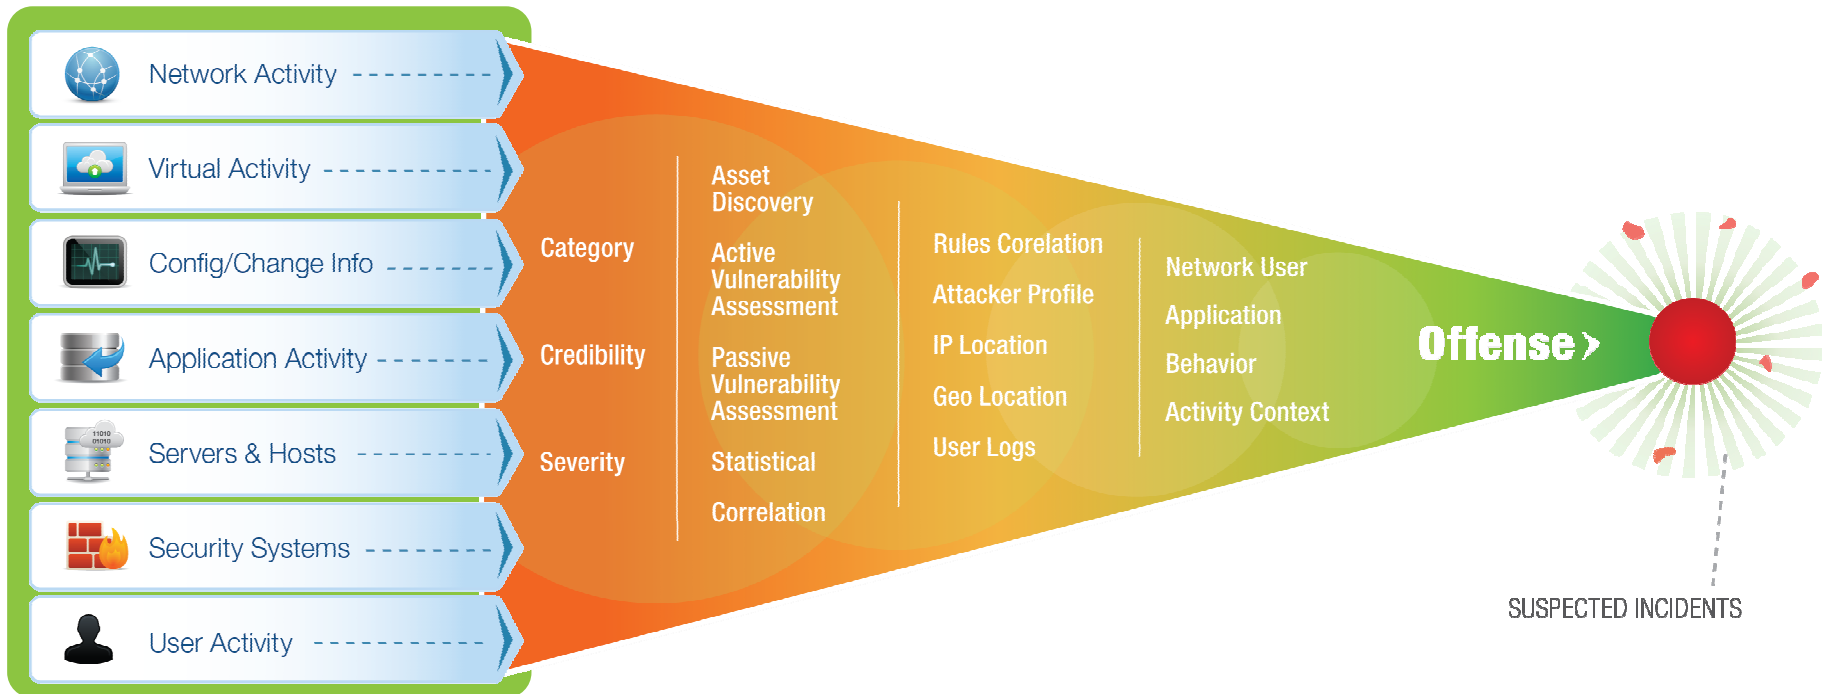 Network Activity
Virtual Activity
Config/Change Info
Application Activity
11010
01010
Servers & Hosts
Security Systems
User Activity
Category
Credibility
Severity
Asset
Discovery
Active
Vulnerability
Assessment
Passive
Vulnerability
Assessment
Statistical
Correlation
Rules Corelation
Attacker Profile
IP Location
Geo Location
User Logs
Network User
Application
Behavior
Activity Context
Offense >
SUSPECTED INCIDENTS